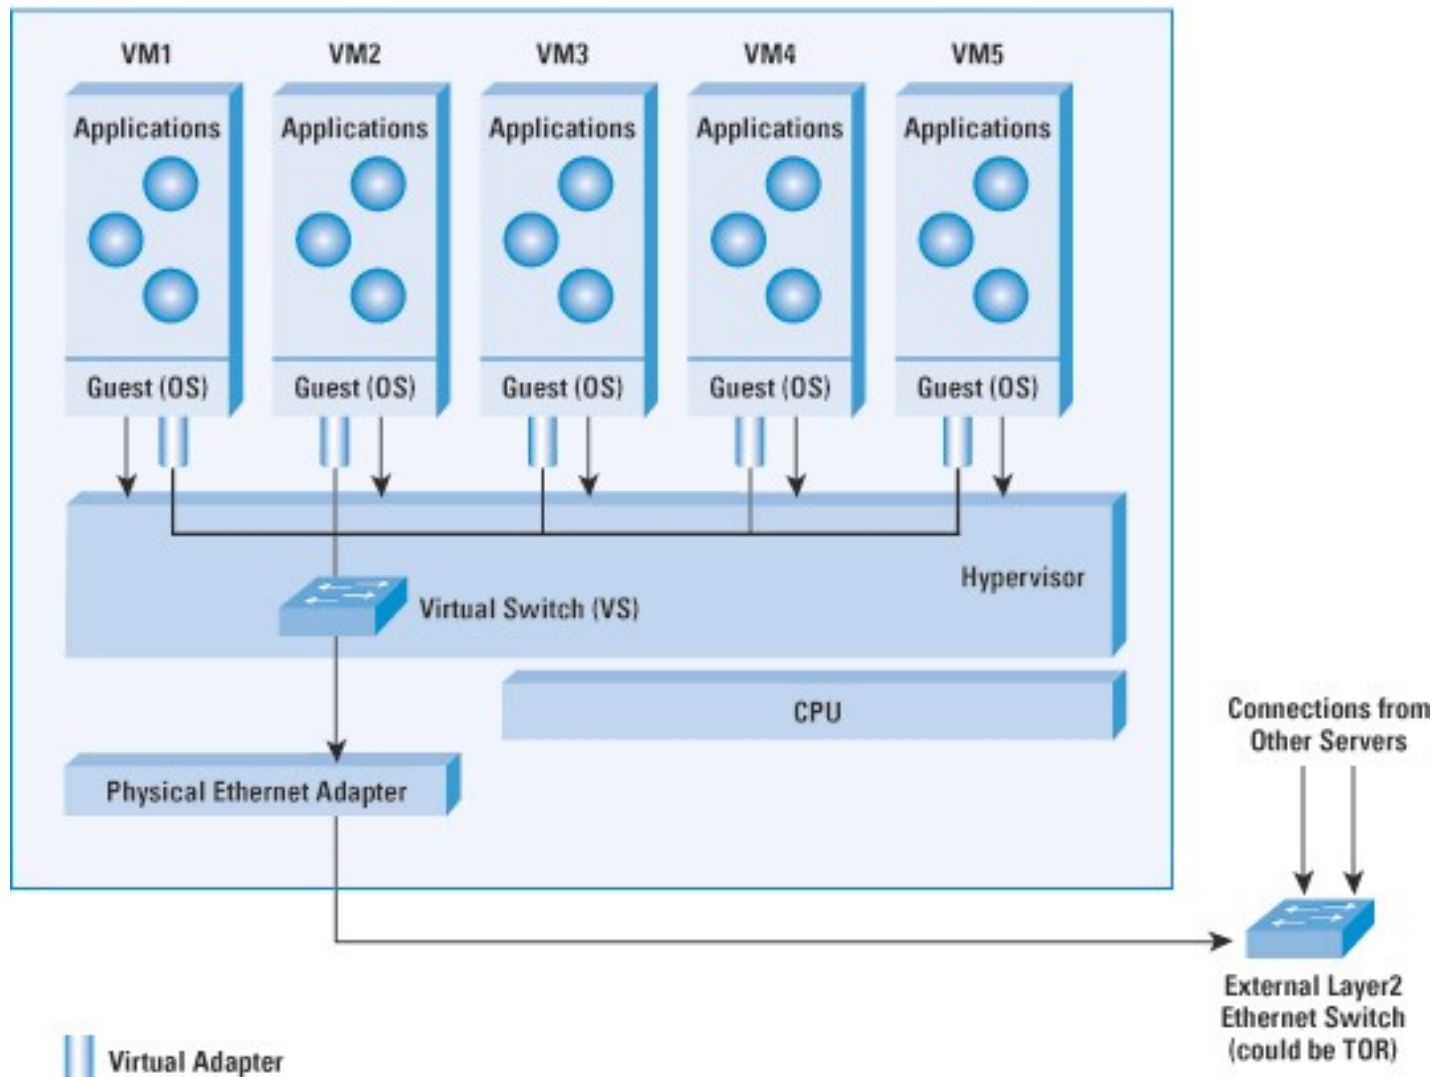 VM1
VM2
VM3
VM4
VM5
Applications
Applications
Applications
Applications
Applications
Guest (OS)
Guest (OS)
Guest (OS)
Guest (OS)
Guest (OS)
Hypervisor
Virtual Switch (VS)
CPU
Physical Ethernet Adapter
Connections from
Other Servers
External Layer2
Ethernet Switch
(could be TOR)
Virtual Adapter